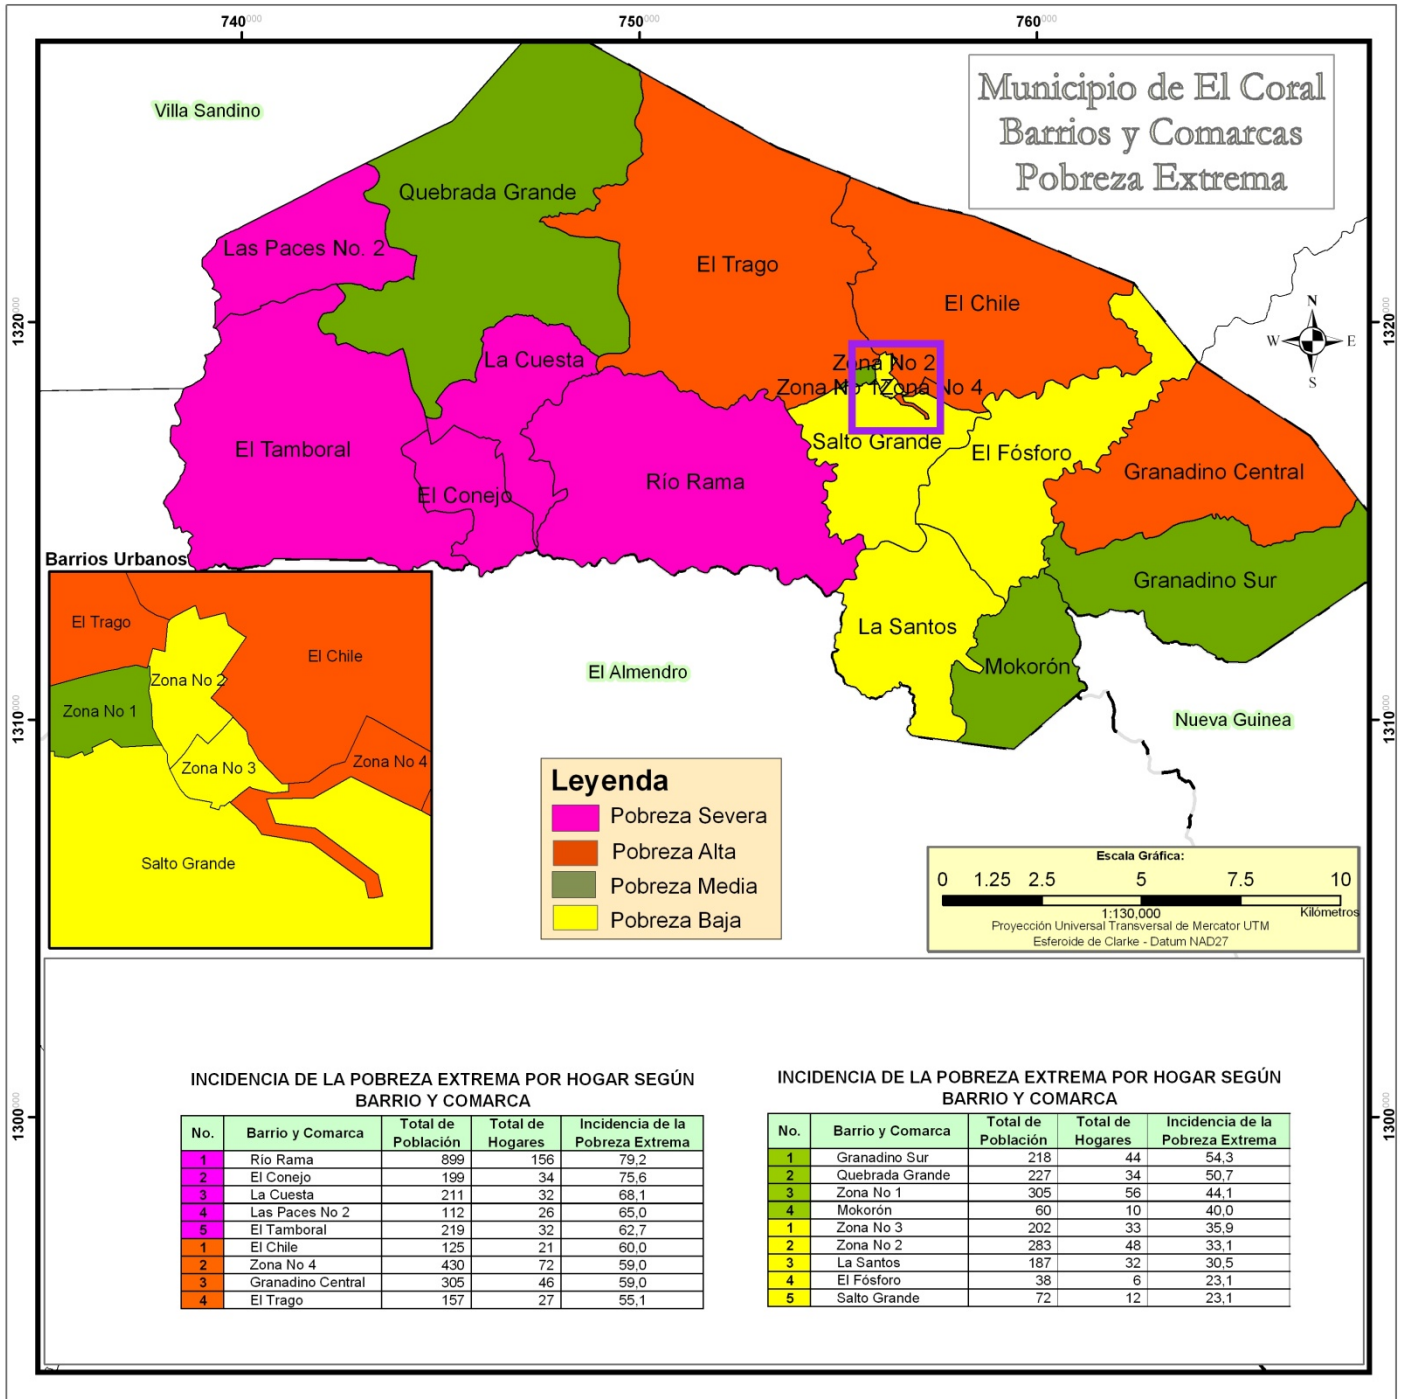 740000 750000 760000
Municipio de El Coral
Barrios y Comarcas
Pobreza Extrema
Villa Sandino
Quebrada Grande
Las Paces No. 2
El Trago
El Chile
N
W E
S
1320000 1320000
La Cuesta
Zona No 2
Zona No 1 Zona No 4
El Tamboral
Salto Grande
El Fósforo
Granadino Central
El Conejo
Río Rama
Barrios Urbanos
Granadino Sur
La Santos
Mokorón
El Almendro
Nueva Guinea
1310000 1310000
El Trago
El Chile
Zona No 2
Zona No 1
Zona No 3
Zona No 4
Salto Grande
Leyenda
Pobreza Severa
Pobreza Alta
Pobreza Media
Pobreza Baja
Escala Gráfica:
0 1.25 2.5 5 7.5 10
1:130,000 Kilómetros
Proyección Universal Transversal de Mercator UTM
Esferoide de Clarke - Datum NAD27
1300000 1300000
INCIDENCIA DE LA POBREZA EXTREMA POR HOGAR SEGÚN
BARRIO Y COMARCA
No. Barrio y Comarca Total de Población Total de Hogares Incidencia de la Pobreza Extrema
1 Río Rama 899 156 79,2
2 El Conejo 199 34 75,6
3 La Cuesta 211 32 68,1
4 Las Paces No 2 112 26 65,0
5 El Tamboral 219 32 62,7
1 El Chile 125 21 60,0
2 Zona No 4 430 72 59,0
3 Granadino Central 305 46 59,0
4 El Trago 157 27 55,1
INCIDENCIA DE LA POBREZA EXTREMA POR HOGAR SEGÚN
BARRIO Y COMARCA
No. Barrio y Comarca Total de Población Total de Hogares Incidencia de la Pobreza Extrema
1 Granadino Sur 218 44 54,3
2 Quebrada Grande 227 34 50,7
3 Zona No 1 305 56 44,1
4 Mokorón 60 10 40,0
1 Zona No 3 202 33 35,9
2 Zona No 2 283 48 33,1
3 La Santos 187 32 30,5
4 El Fósforo 38 6 23,1
5 Salto Grande 72 12 23,1